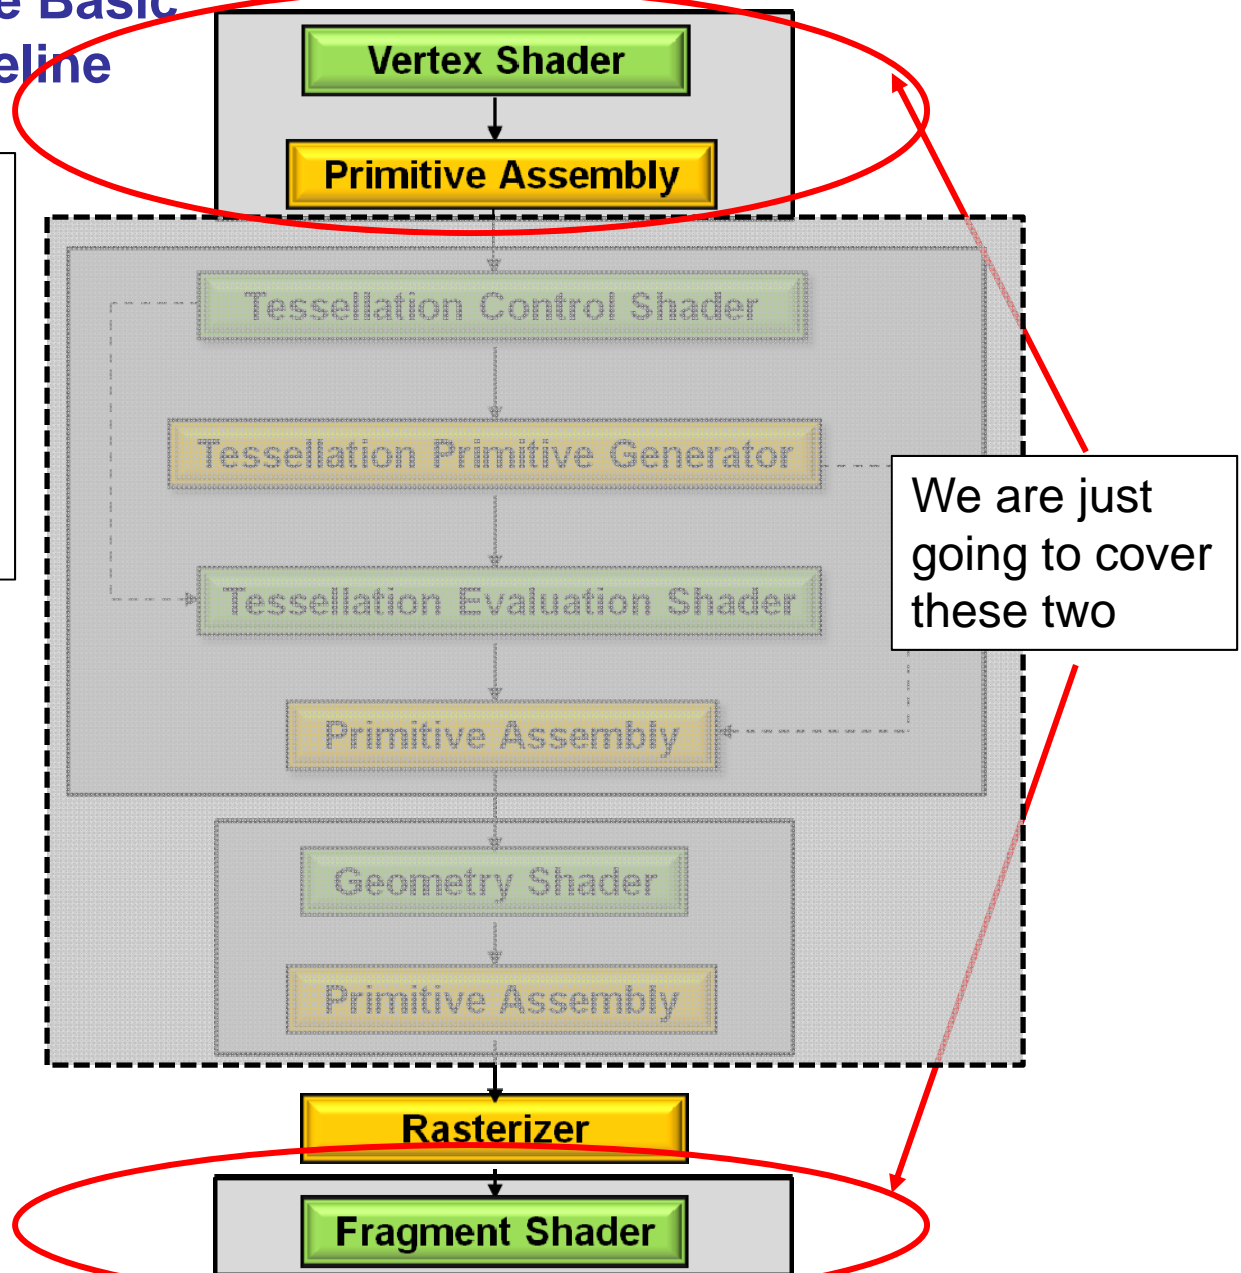 e Basic
eline
Vertex Shader
Primitive Assembly
Tessellation Control Shader
Tessellation Primitive Generator
We are just
going to cover
these two
Tessellation Evaluation Shader
Primitive Assembly
Geometry Shader
Primitive Assembly
Rasterizer
Fragment Shader